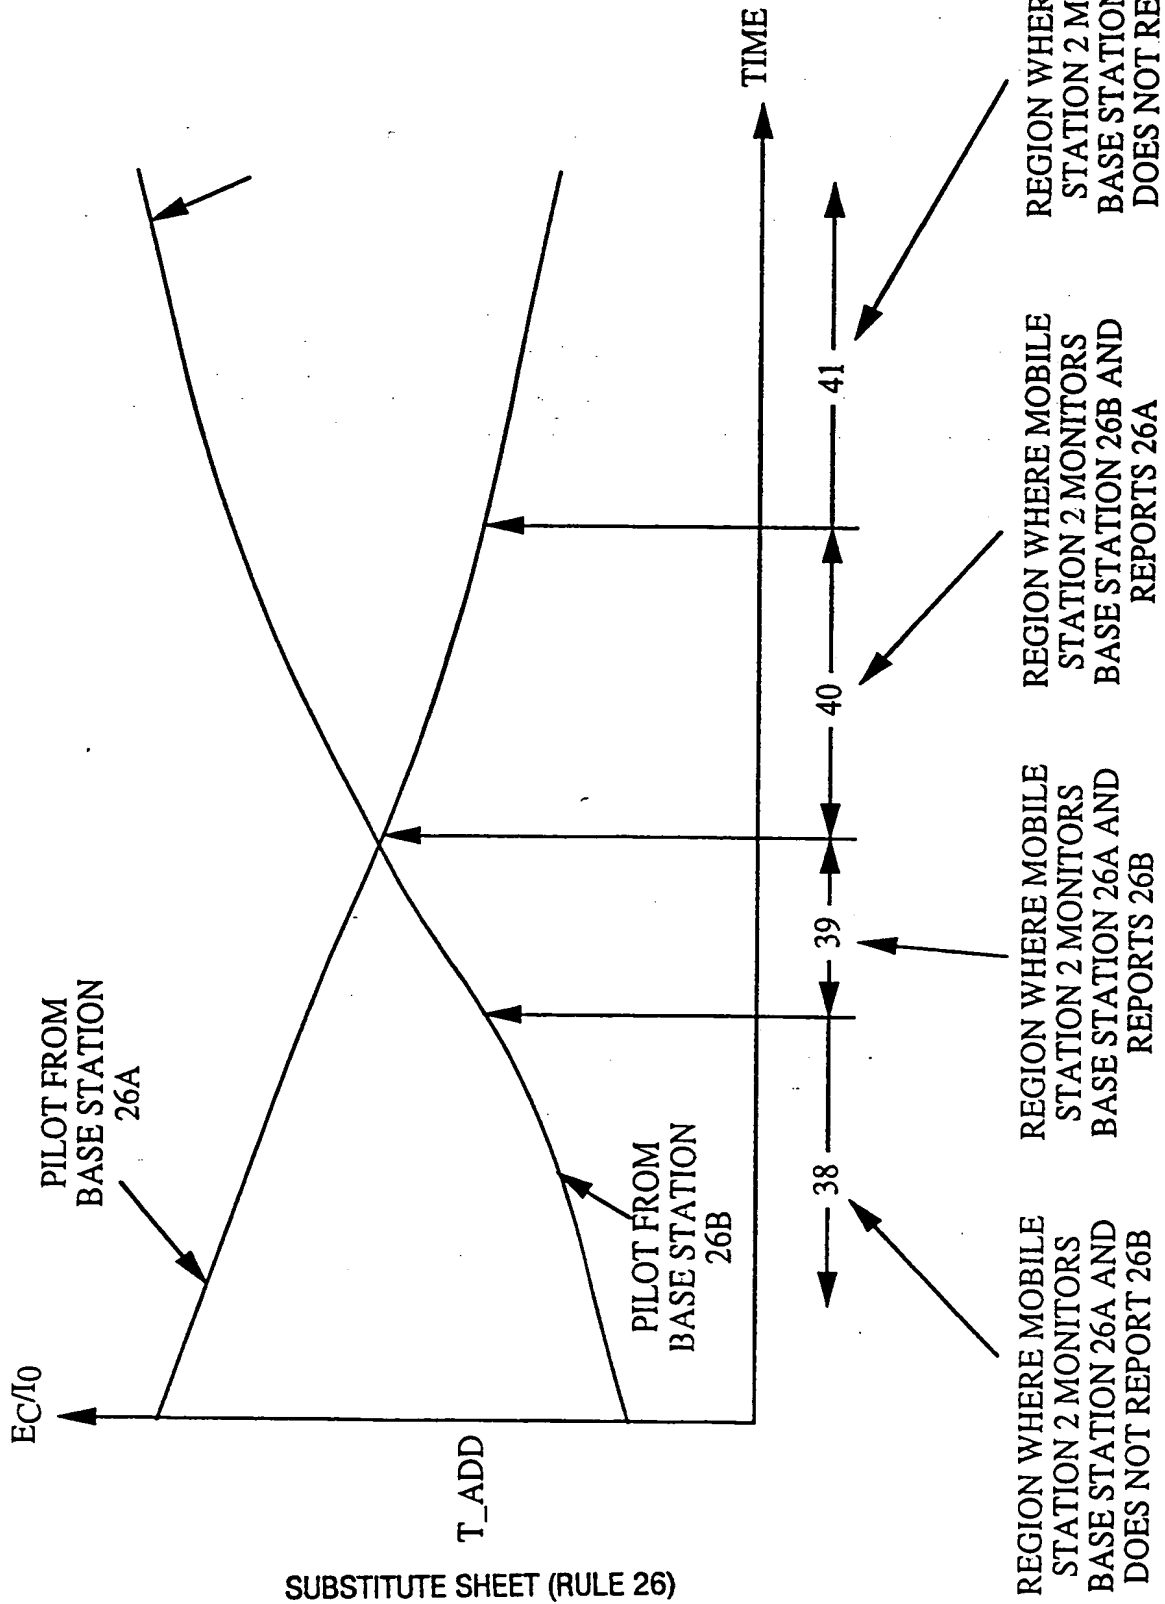 EC/I0
PILOT FROM
BASE STATION
26A
T_ADD
PILOT FROM
BASE STATION
26B
TIME
38
39
40
41
REGION WHERE MOBILE
STATION 2 MONITORS
BASE STATION 26A AND
DOES NOT REPORT 26B
REGION WHERE MOBILE
STATION 2 MONITORS
BASE STATION 26A AND
REPORTS 26B
REGION WHERE MOBILE
STATION 2 MONITORS
BASE STATION 26B AND
REPORTS 26A
REGION WHER
STATION 2 M
BASE STATION
DOES NOT RE
SUBSTITUTE SHEET (RULE 26)